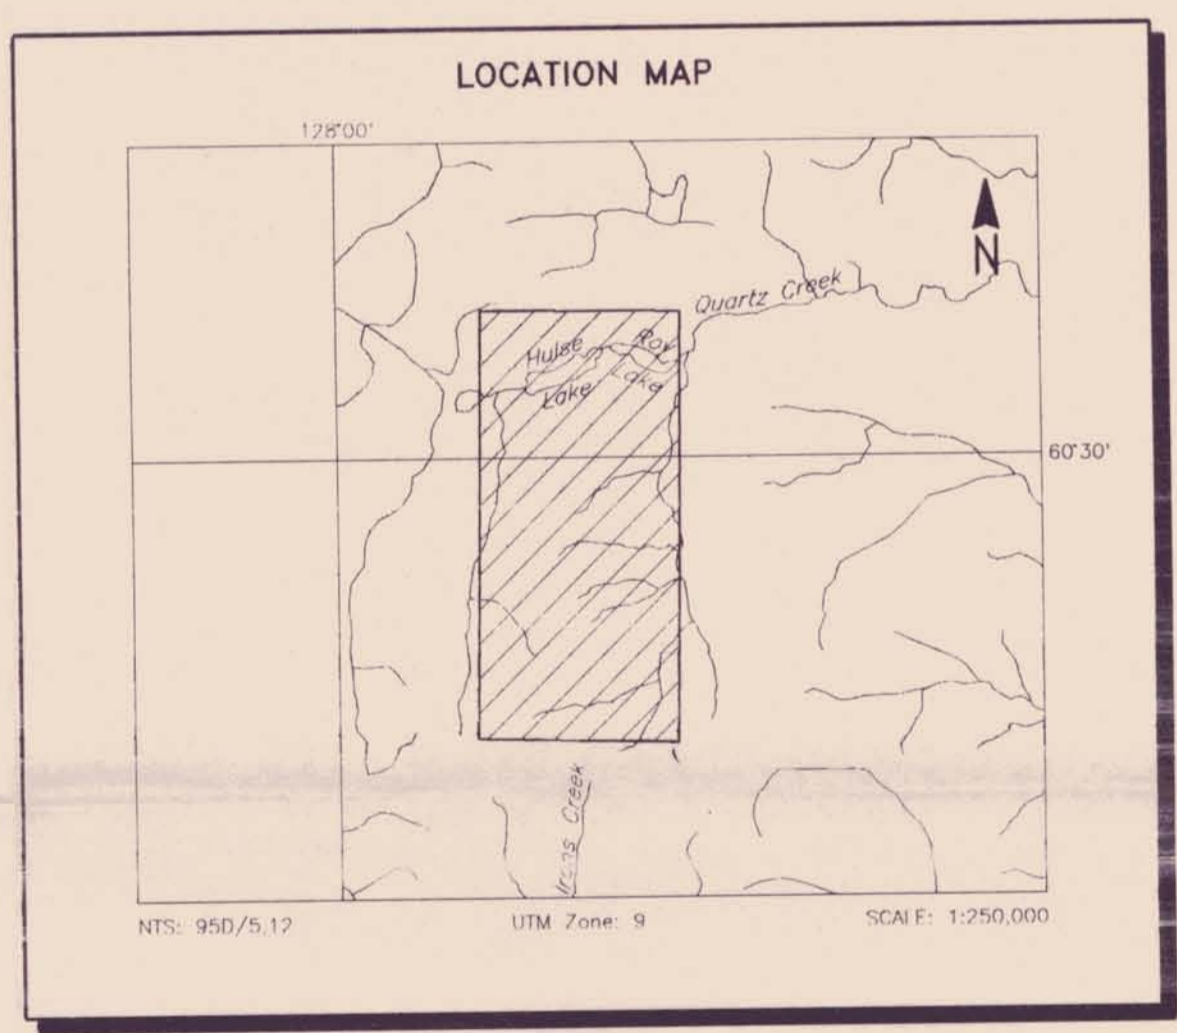 LOCATION MAP
128°00'
N
Quartz Creek
Hulse
Lake
Roy
Lake
60°30'
Creek
NTS: 95D/5,12
UTM Zone: 9
SCALE: 1:250,000